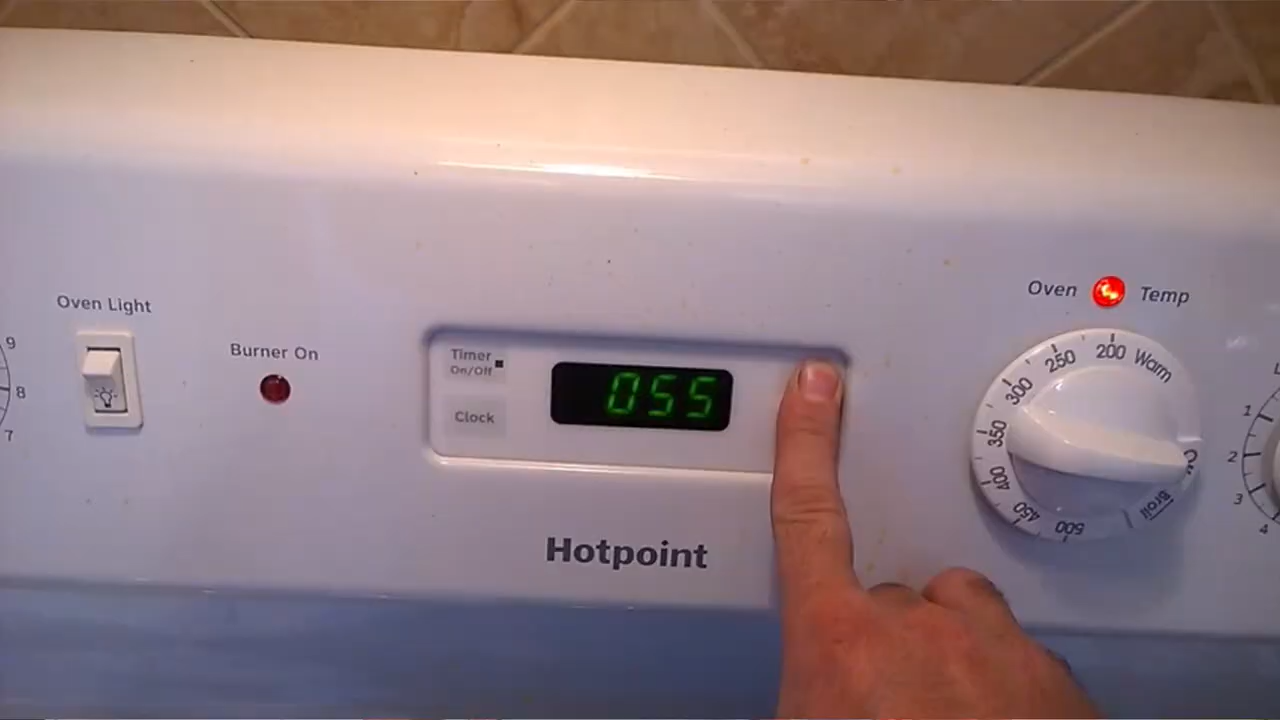 Oven Light
9
8
7
Burner On
Timer
On/Off
Clock
055
Hotpoint
Oven Temp
Warm
200
250
300
350
400
450
500
Broil
1
2
3
4